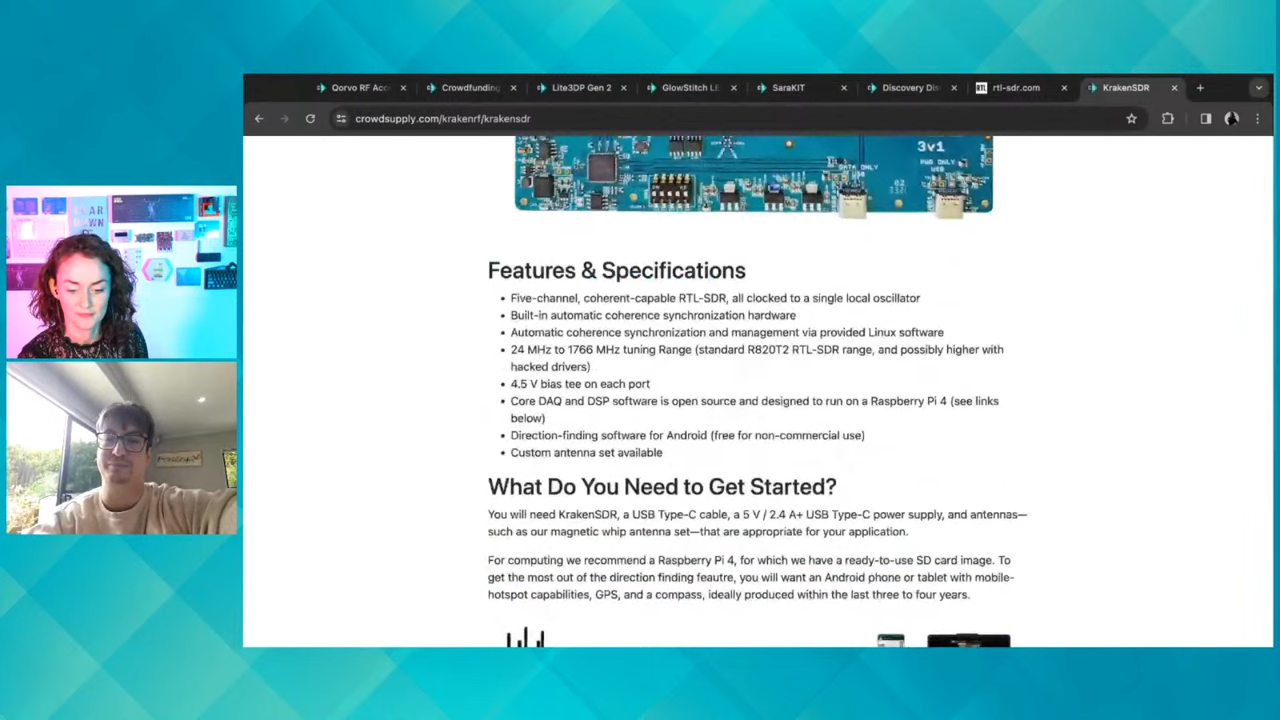 Qorvo RF Acc
Crowdfunding
Lite3DP Gen 2
GlowStitch LE
SaraKIT
Discovery Dis
RTL
rtl-sdr.com
KrakenSDR
crowdsupply.com/krakenrf/krakensdr
3v1
DATA ONLY
PWR ONLY
USB
Features & Specifications
• Five-channel, coherent-capable RTL-SDR, all clocked to a single local oscillator
• Built-in automatic coherence synchronization hardware
• Automatic coherence synchronization and management via provided Linux software
• 24 MHz to 1766 MHz tuning Range (standard R820T2 RTL-SDR range, and possibly higher with
hacked drivers)
• 4.5 V bias tee on each port
• Core DAQ and DSP software is open source and designed to run on a Raspberry Pi 4 (see links
below)
• Direction-finding software for Android (free for non-commercial use)
• Custom antenna set available
What Do You Need to Get Started?
You will need KrakenSDR, a USB Type-C cable, a 5 V / 2.4 A+ USB Type-C power supply, and antennas—
such as our magnetic whip antenna set—that are appropriate for your application.
For computing we recommend a Raspberry Pi 4, for which we have a ready-to-use SD card image. To
get the most out of the direction finding feautre, you will want an Android phone or tablet with mobile-
hotspot capabilities, GPS, and a compass, ideally produced within the last three to four years.